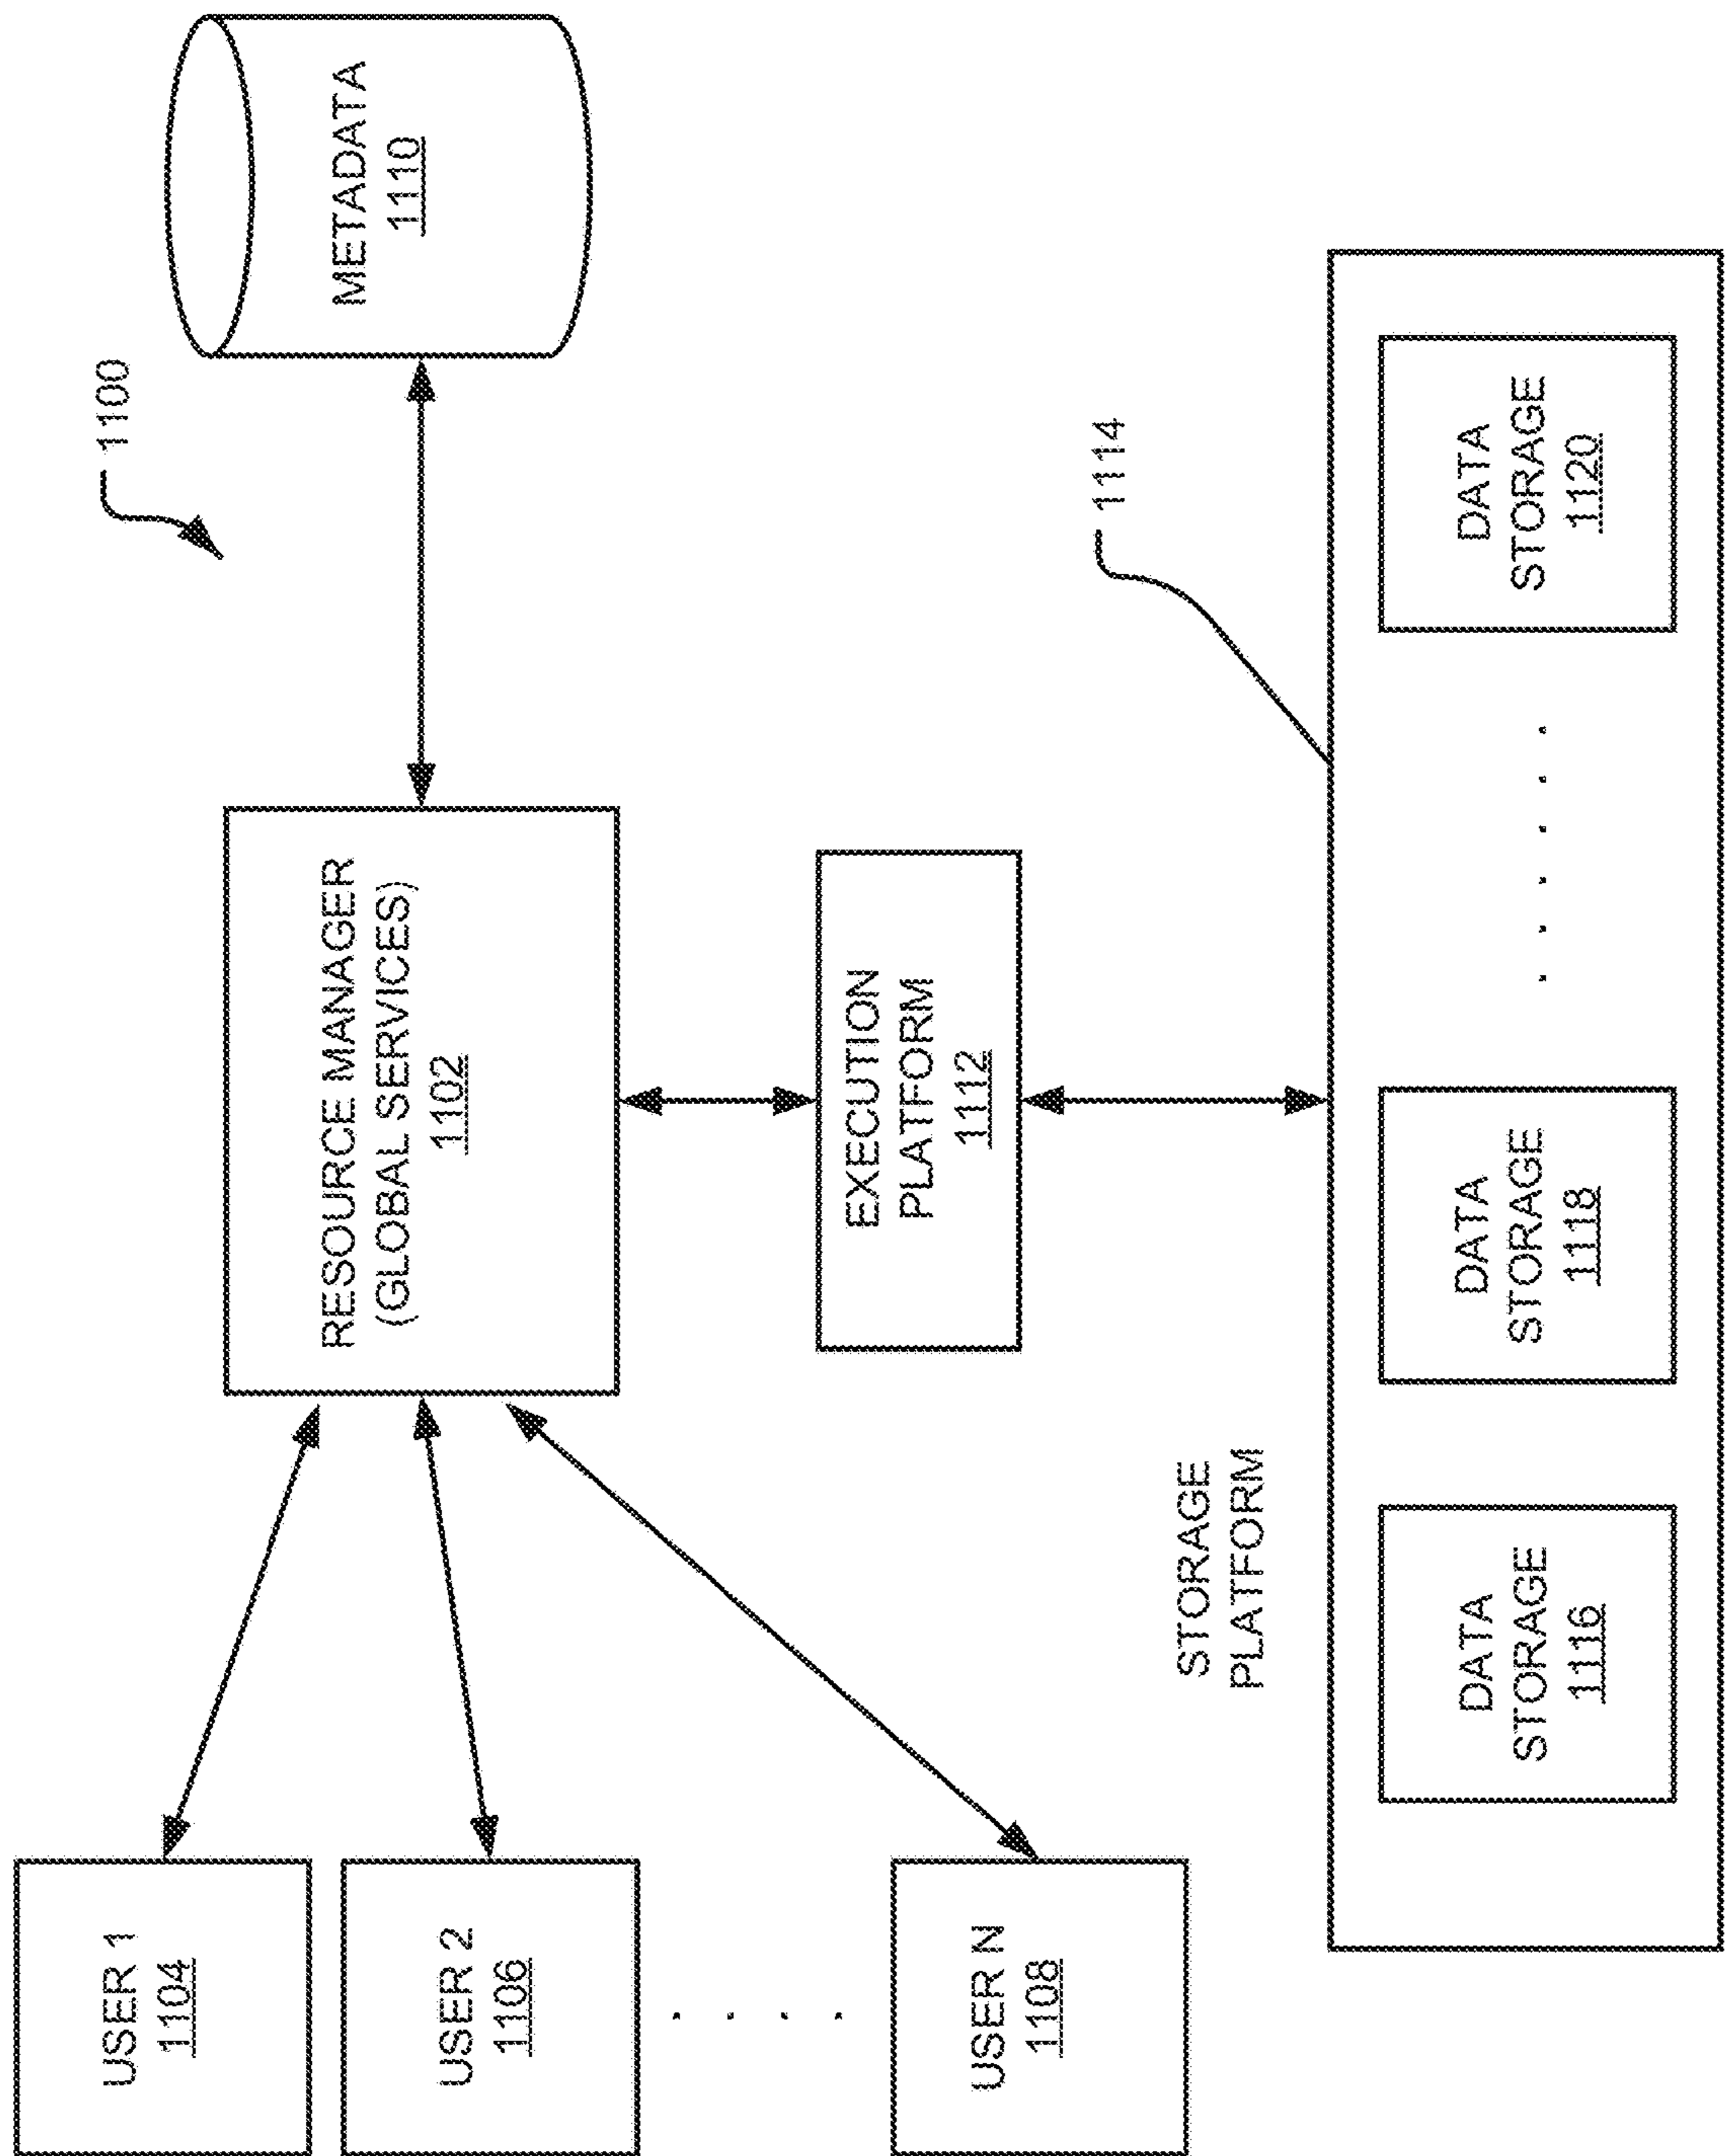 1100
USER 1
1104
USER 2
1106
. . . .
USER N
1108
RESOURCE MANAGER
(GLOBAL SERVICES)
1102
METADATA
1110
EXECUTION
PLATFORM
1112
STORAGE
PLATFORM
1114
DATA
STORAGE
1116
DATA
STORAGE
1118
. . . . . .
DATA
STORAGE
1120